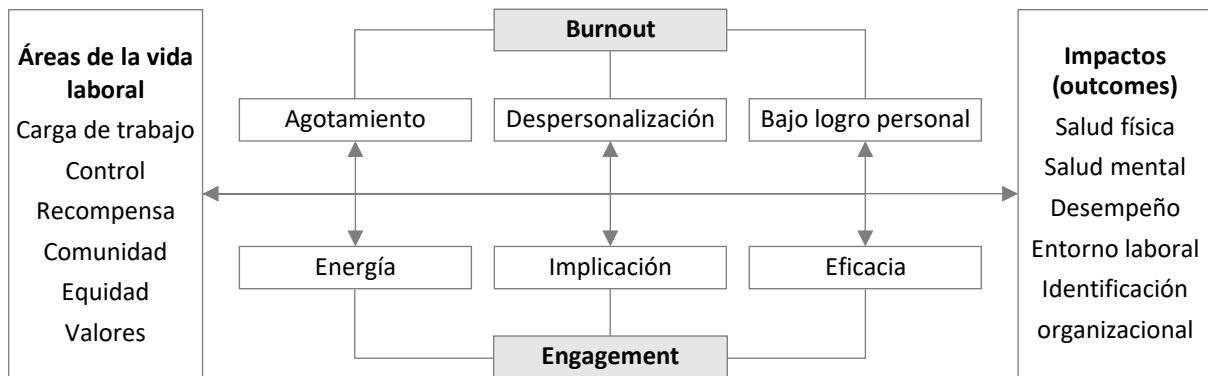 Áreas de la vida
laboral
Carga de trabajo
Control
Recompensa
Comunidad
Equidad
Valores
Burnout
Agotamiento
Despersonalización
Bajo logro personal
Energía
Implicación
Eficacia
Engagement
Impactos
(outcomes)
Salud física
Salud mental
Desempeño
Entorno laboral
Identificación
organizacional